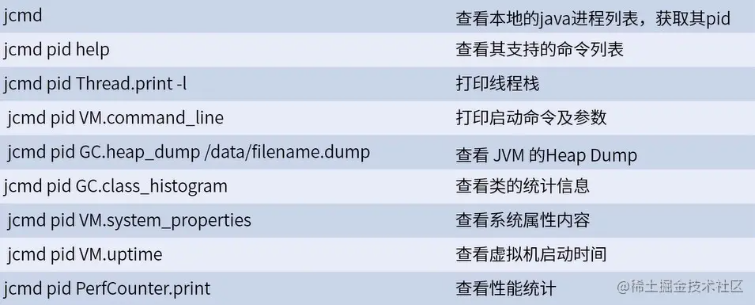 jcmd 查看本地的java进程列表，获取其pid
jcmd pid help 查看其支持的命令列表
jcmd pid Thread.print -l 打印线程栈
jcmd pid VM.command_line 打印启动命令及参数
jcmd pid GC.heap_dump /data/filename.dump 查看 JVM 的Heap Dump
jcmd pid GC.class_histogram 查看类的统计信息
jcmd pid VM.system_properties 查看系统属性内容
jcmd pid VM.uptime 查看虚拟机启动时间
jcmd pid PerfCounter.print 查看性能统计
@稀土掘金技术社区